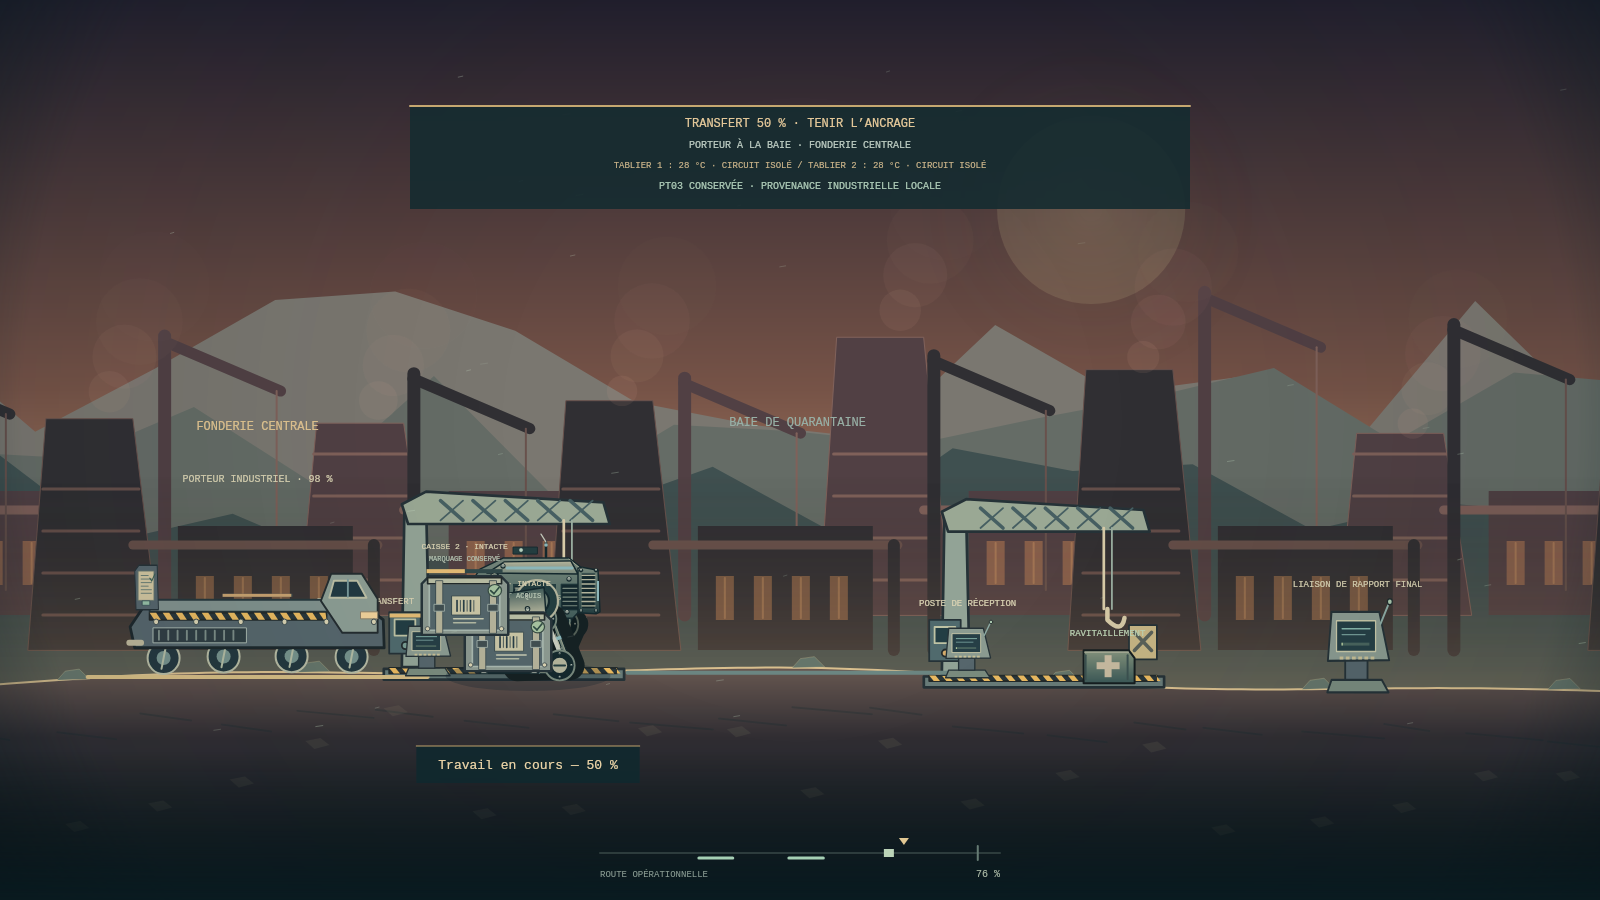 TRANSFERT 50 % · TENIR L’ANCRAGE
PORTEUR À LA BAIE · FONDERIE CENTRALE
TABLIER 1 : 28 °C · CIRCUIT ISOLÉ / TABLIER 2 : 28 °C · CIRCUIT ISOLÉ
PT03 CONSERVÉE · PROVENANCE INDUSTRIELLE LOCALE
FONDERIE CENTRALE
BAIE DE QUARANTAINE
PORTEUR INDUSTRIEL · 98 %
CAISSE 2 · INTACTE
MARQUAGE CONSERVÉ
INTACTE
ACQUIS
LIAISON DE RAPPORT FINAL
ANSFERT
POSTE DE RÉCEPTION
RAVITAILLEMENT
Travail en cours — 50 %
ROUTE OPÉRATIONNELLE
76 %